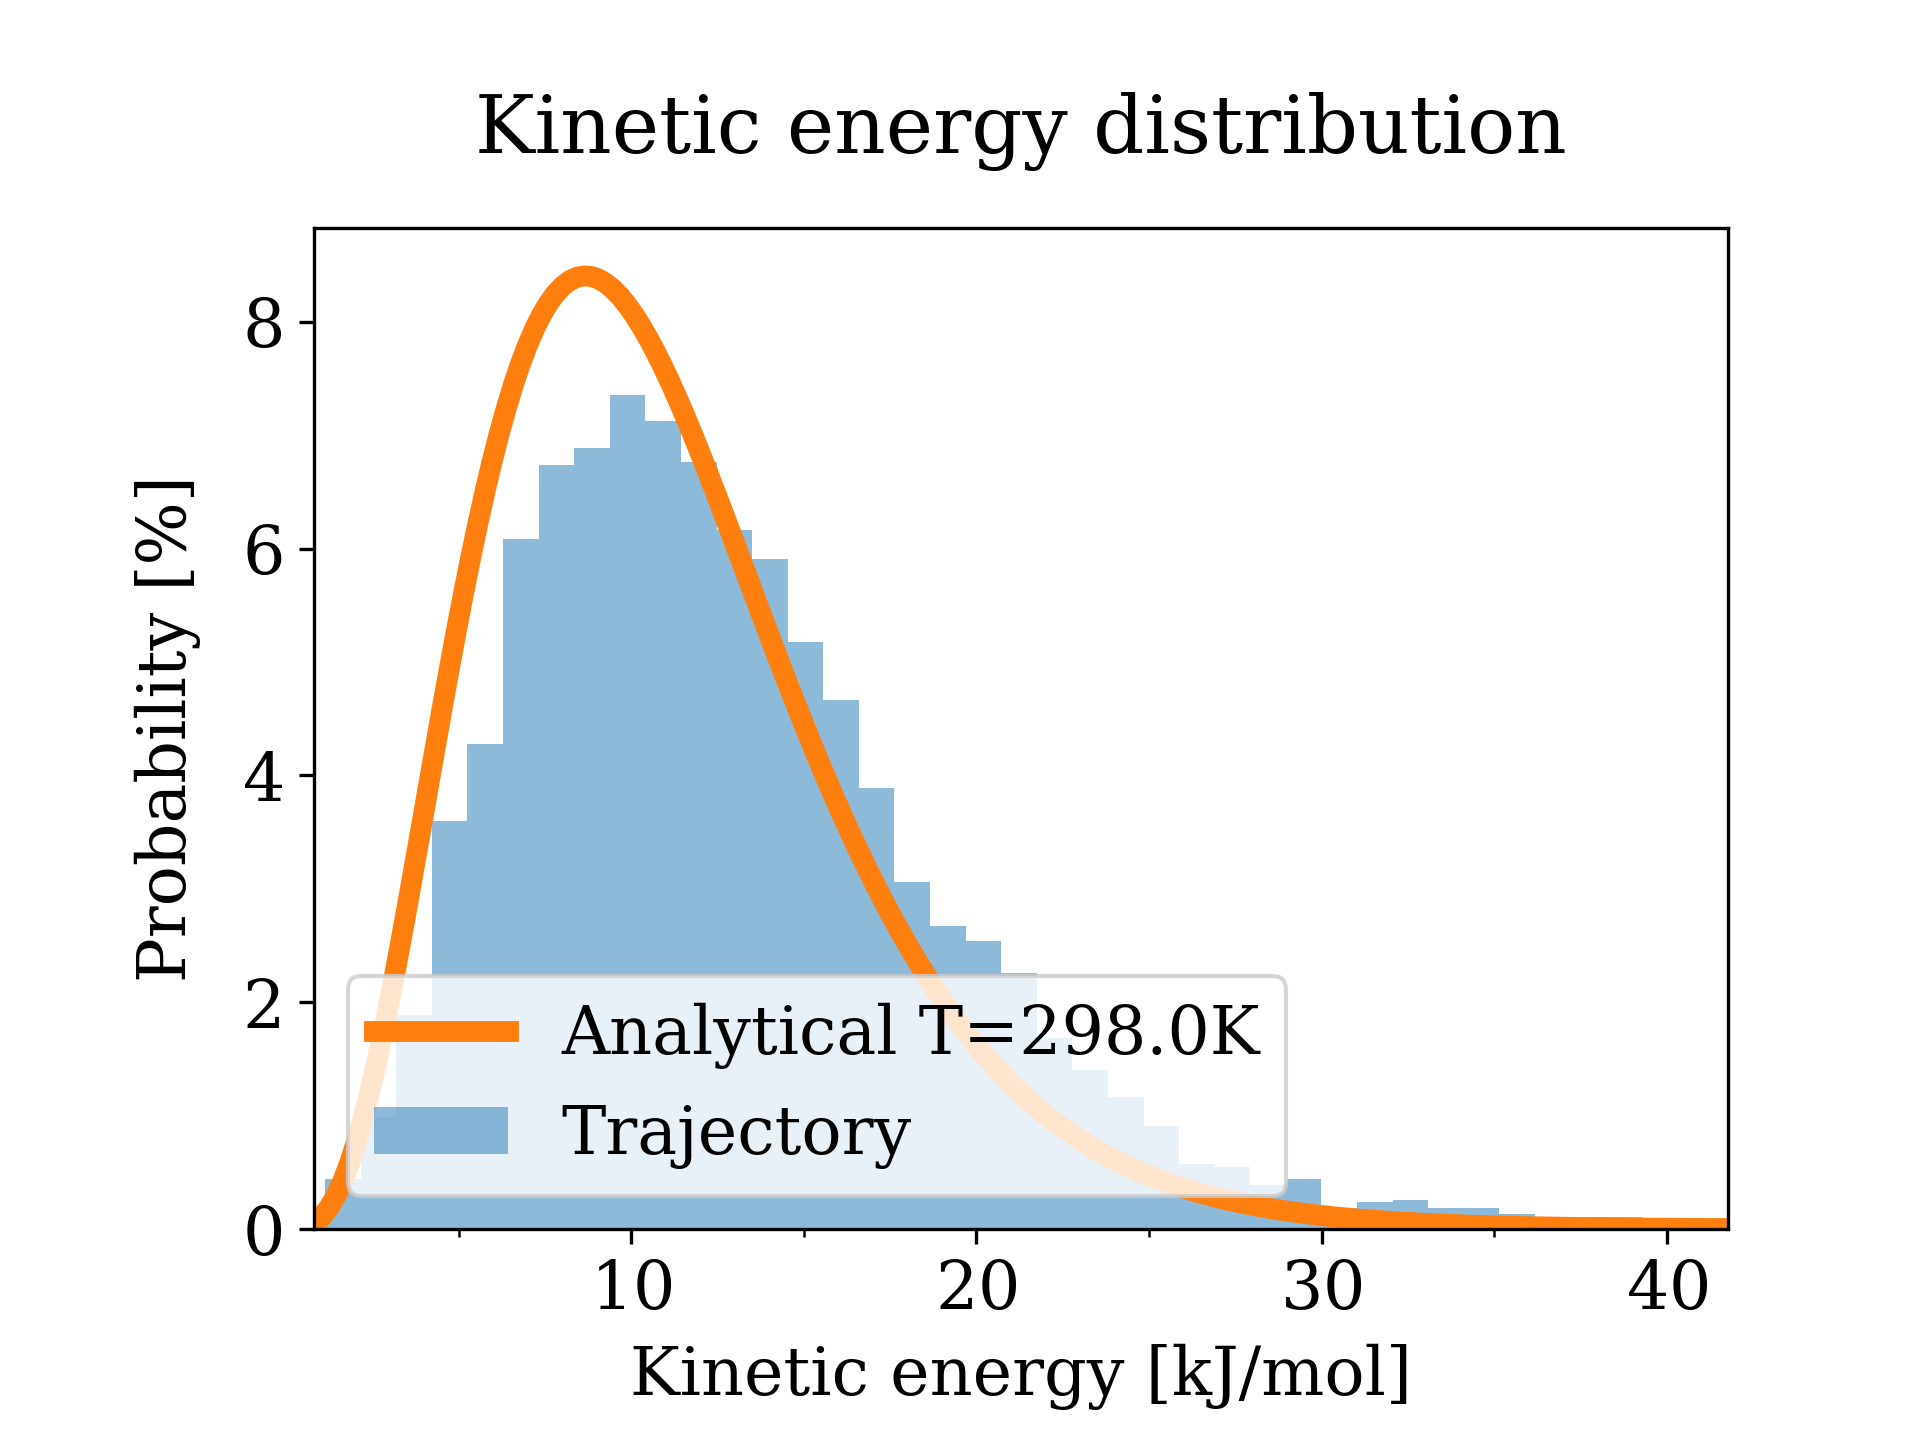 Kinetic energy distribution
Probability [%]
8
6
4
2
0
Analytical T=298.0K
Trajectory
10 20 30 40
Kinetic energy [kJ/mol]